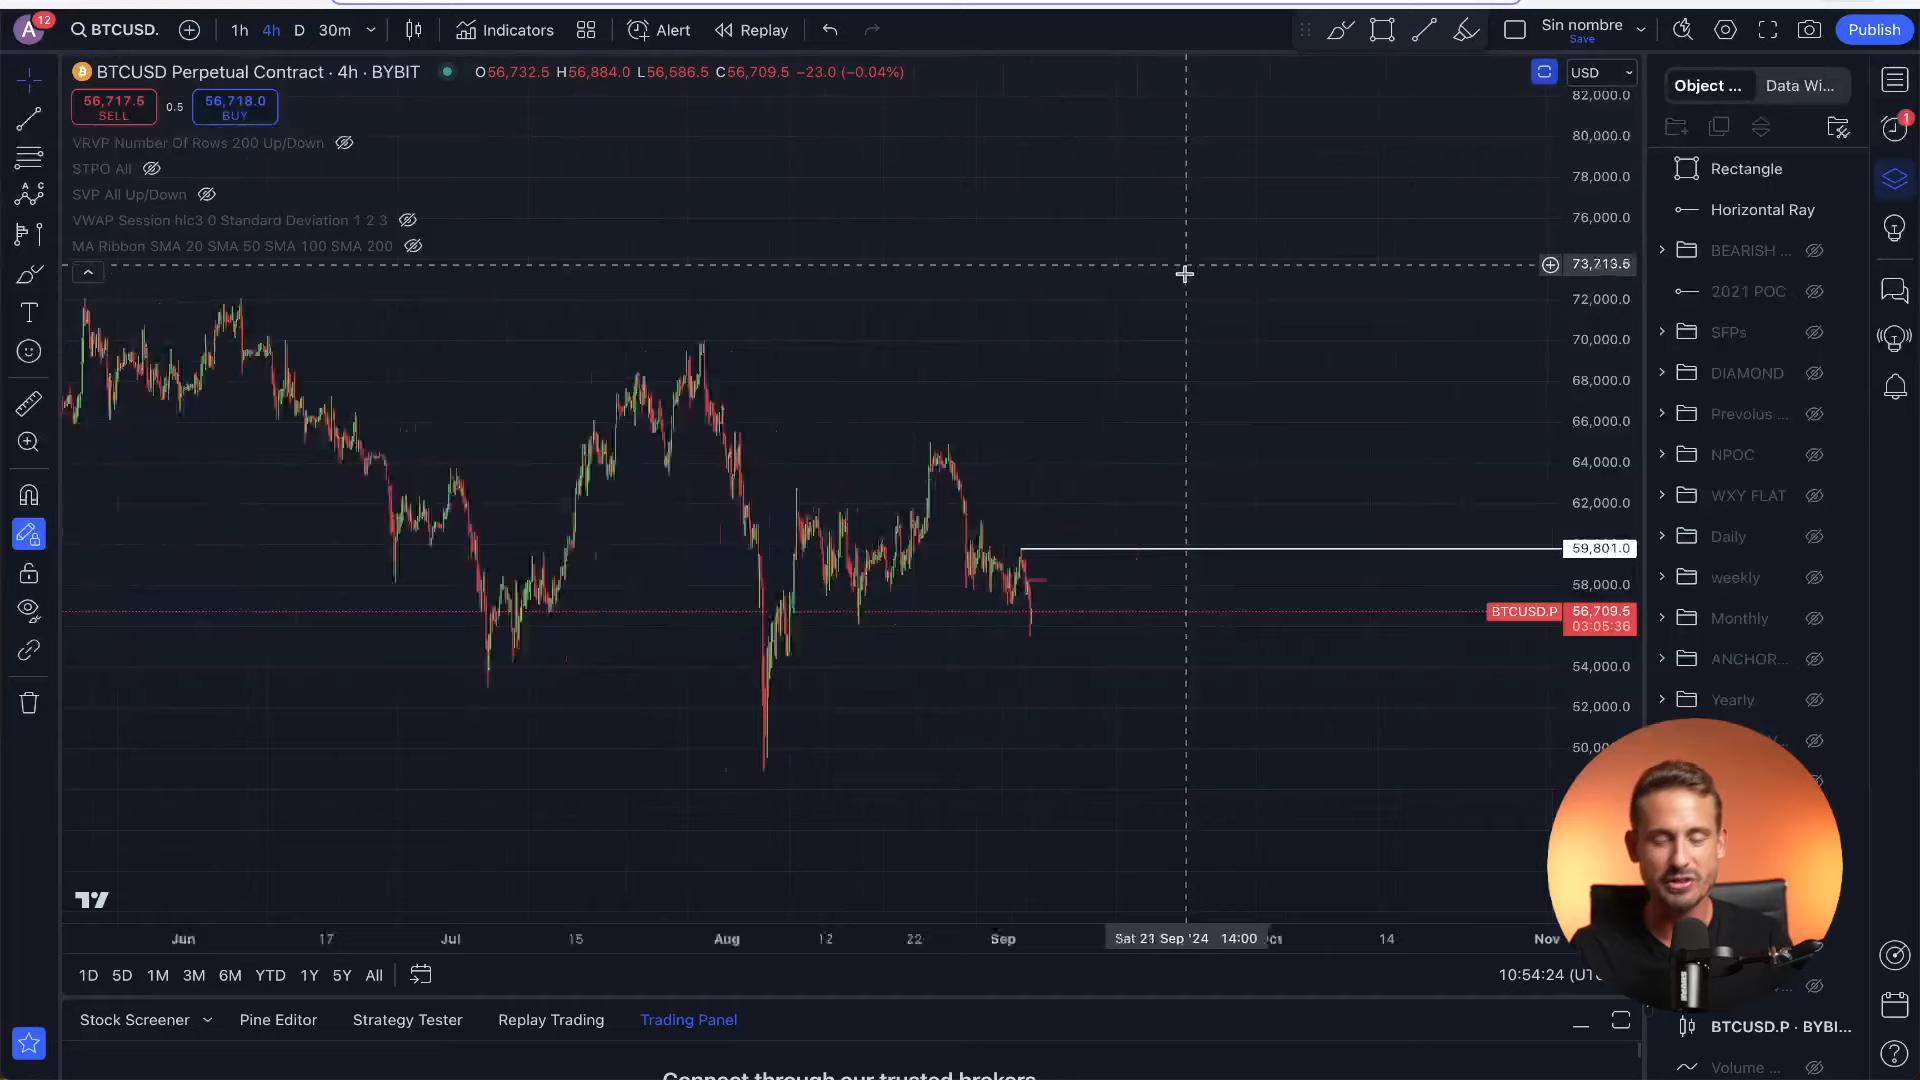 A 12 BTCUSD. 1h 4h D 30m Indicators Alert Replay Sin nombre Save Publish
BTCUSD Perpetual Contract · 4h · BYBIT O56,732.5 H56,884.0 L56,586.5 C56,709.5 −23.0 (−0.04%) USD
56,717.5 SELL 0.5 56,718.0 BUY
VRVP Number Of Rows 200 Up/Down
STPO All
SVP All Up/Down
VWAP Session hlc3 0 Standard Deviation 1 2 3
MA Ribbon SMA 20 SMA 50 SMA 100 SMA 200
82,000.0
80,000.0
78,000.0
76,000.0
73,713.5
72,000.0
70,000.0
68,000.0
66,000.0
64,000.0
62,000.0
59,801.0
58,000.0
BTCUSD.P 56,709.5
03:05:36
54,000.0
52,000.0
Object ... Data Wi...
1
Rectangle
Horizontal Ray
BEARISH ...
2021 POC
SFPs
DIAMOND
Prevoius ...
NPOC
WXY FLAT
Daily
weekly
Monthly
ANCHOR...
Yearly
BTCUSD.P · BYBI...
Volume ...
Jun 17 Jul 15 Aug 12 22 Sep Sat 21 Sep '24 14:00 14 Nov
1D 5D 1M 3M 6M YTD 1Y 5Y All 10:54:24
Stock Screener Pine Editor Strategy Tester Replay Trading Trading Panel
Connect through our trusted brokers
SHURE